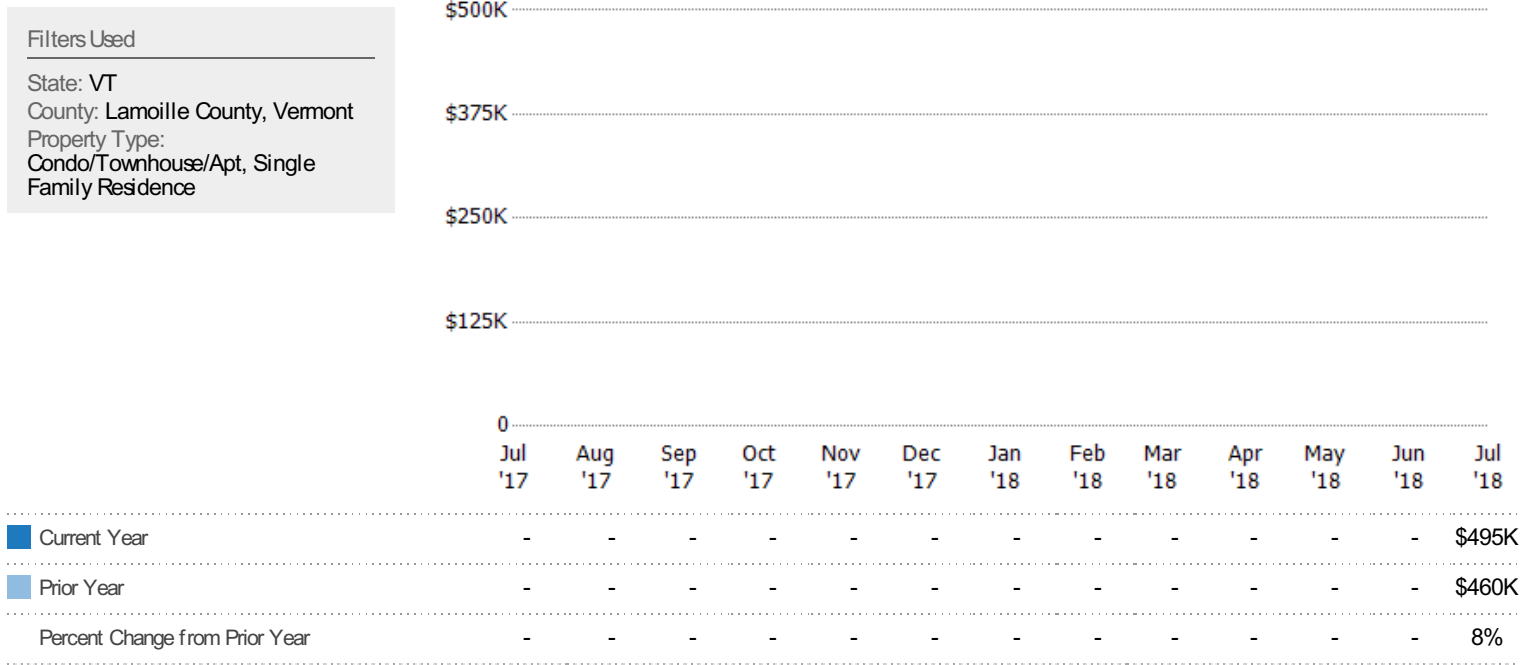 Filters Used
State: VT
County: Lamoille County, Vermont
Property Type:
Condo/Townhouse/Apt, Single
Family Residence
$500K
$375K
$250K
$125K
0
Jul Aug Sep Oct Nov Dec Jan Feb Mar Apr May Jun Jul
'17 '17 '17 '17 '17 '17 '18 '18 '18 '18 '18 '18 '18
Current Year - - - - - - - - - - - - $495K
Prior Year - - - - - - - - - - - - $460K
Percent Change from Prior Year - - - - - - - - - - - - 8%